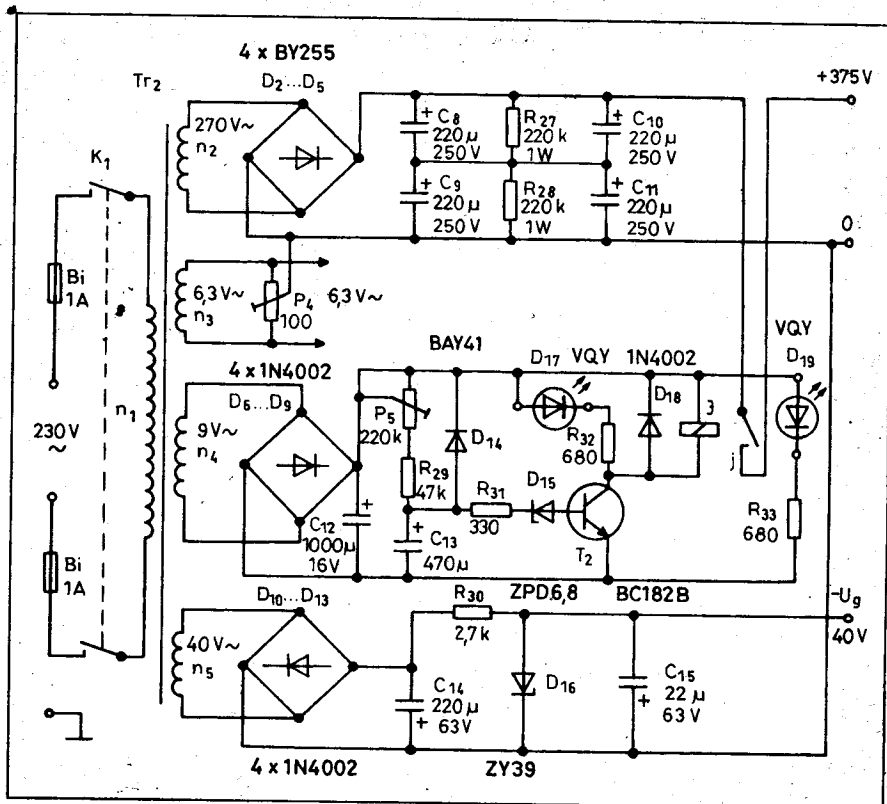 4 x BY255
Tr2
D2...D5
+375V
270V~
n2
C8
220µ
250V
R27
220k
1W
C10
220µ
250V
K1
C9
220µ
250V
R28
220k
1W
C11
220µ
250V
0
Bi
1A
6,3V~
n3
P4
100
6,3V~
BAY41
D17
VQY
1N4002
VQY
D19
4 x 1N4002
D6...D9
n1
230V
~
9V~
n4
P5
220k
D14
R32
680
D18
J
j
R29
47k
R31
330
D15
T2
R33
680
C12
1000µ
16V
C13
470µ
Bi
1A
D10...D13
R30
2,7k
ZPD6,8
BC182B
-Ug
40V
40V~
n5
C14
220µ
63V
D16
C15
22µ
63V
4 x 1N4002
ZY39